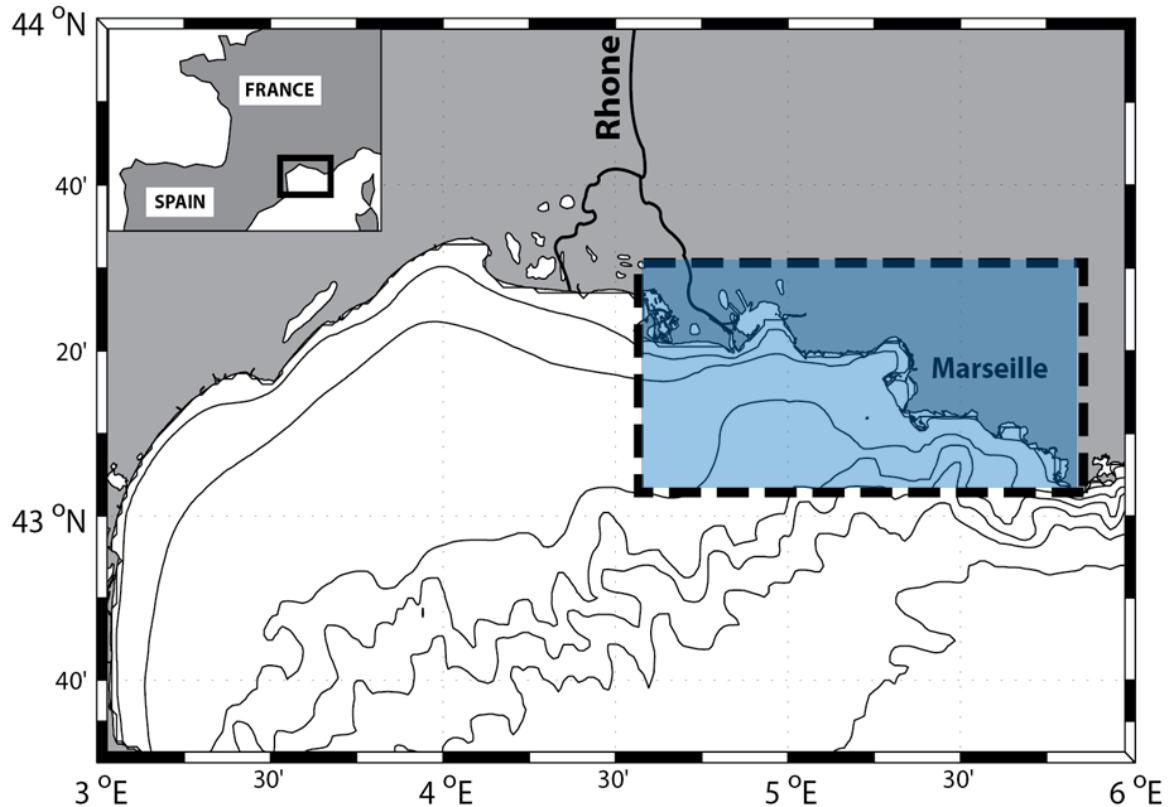 44 °N
Rhone
FRANCE
40'
SPAIN
20'
Marseille
43 °N
40'
3 °E
30'
4 °E
30'
5 °E
30'
6 °E